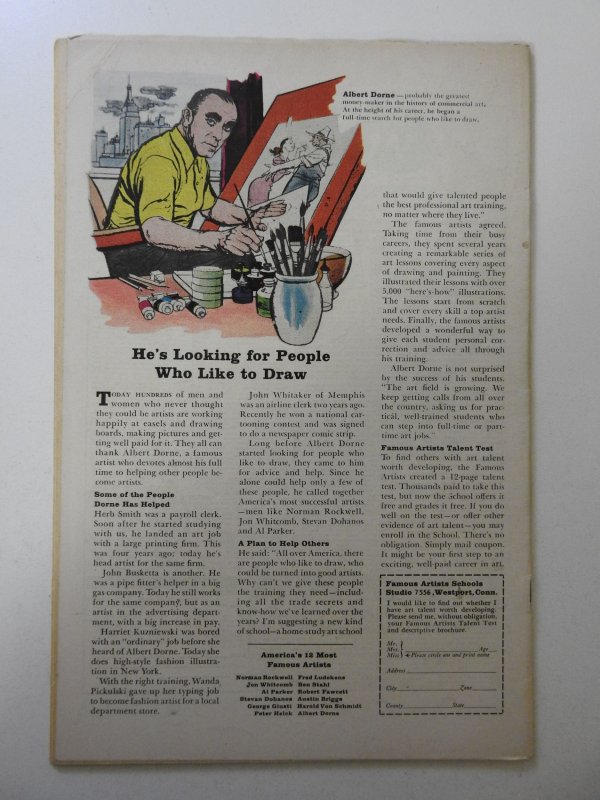 Albert Dorne — probably the greatest
money-maker in the history of commercial art.
At the height of his career, he began a
full-time search for people who like to draw.
He's Looking for People
Who Like to Draw
TODAY HUNDREDS of men and
women who never thought
they could be artists are working
happily at easels and drawing
boards, making pictures and get-
ting well paid for it. They all can
thank Albert Dorne, a famous
artist who devotes almost his full
time to helping other people be-
come artists.
Some of the People
Dorne Has Helped
Herb Smith was a payroll clerk.
Soon after he started studying
with us, he landed an art job
with a large printing firm. This
was four years ago; today he's
head artist for the same firm.
John Busketta is another. He
was a pipe fitter's helper in a big
gas company. Today he still works
for the same company, but as an
artist in the advertising depart-
ment, with a big increase in pay.
Harriet Kuzniewski was bored
with an "ordinary" job before she
heard of Albert Dorne. Today she
does high-style fashion illustra-
tion in New York.
With the right training, Wanda
Pickulski gave up her typing job
to become fashion artist for a local
department store.
John Whitaker of Memphis
was an airline clerk two years ago.
Recently he won a national car-
tooning contest and was signed
to do a newspaper comic strip.
Long before Albert Dorne
started looking for people who
like to draw, they came to him
for advice and help. Since he
alone could help only a few of
these people, he called together
America's most successful artists
—men like Norman Rockwell,
Jon Whitcomb, Stevan Dohanos
and Al Parker.
A Plan to Help Others
He said: "All over America, there
are people who like to draw, who
could be turned into good artists.
Why can't we give these people
the training they need—includ-
ing all the trade secrets and
know-how we've learned over the
years? I'm suggesting a new kind
of school—a home-study art school
America's 12 Most
Famous Artists
Norman Rockwell Fred Ludekens
Jon Whitcomb Ben Stahl
Al Parker Robert Fawcett
Stevan Dohanos Austin Briggs
George Giusti Harold Von Schmidt
Peter Helck Albert Dorne
that would give talented people
the best professional art training,
no matter where they live."
The famous artists agreed.
Taking time from their busy
careers, they spent several years
creating a remarkable series of
art lessons covering every aspect
of drawing and painting. They
illustrated their lessons with over
5,000 "here's-how" illustrations.
The lessons start from scratch
and cover every skill a top artist
needs. Finally, the famous artists
developed a wonderful way to
give each student personal cor-
rection and advice all through
his training.
Albert Dorne is not surprised
by the success of his students.
"The art field is growing. We
keep getting calls from all over
the country, asking us for prac-
tical, well-trained students who
can step into full-time or part-
time art jobs."
Famous Artists Talent Test
To find others with art talent
worth developing, the Famous
Artists created a 12-page talent
test. Thousands paid to take this
test, but now the School offers it
free and grades it free. If you do
well on the test—or offer other
evidence of art talent—you may
enroll in the School. There's no
obligation. Simply mail coupon.
It might be your first step to an
exciting, well-paid career in art.
Famous Artists Schools
Studio 7556, Westport, Conn.
I would like to find out whether I
have art talent worth developing.
Please send me, without obligation,
your Famous Artists Talent Test
and descriptive brochure.
Mr.
Mrs. Age
Miss Please circle one and print name
Address
City Zone
County State